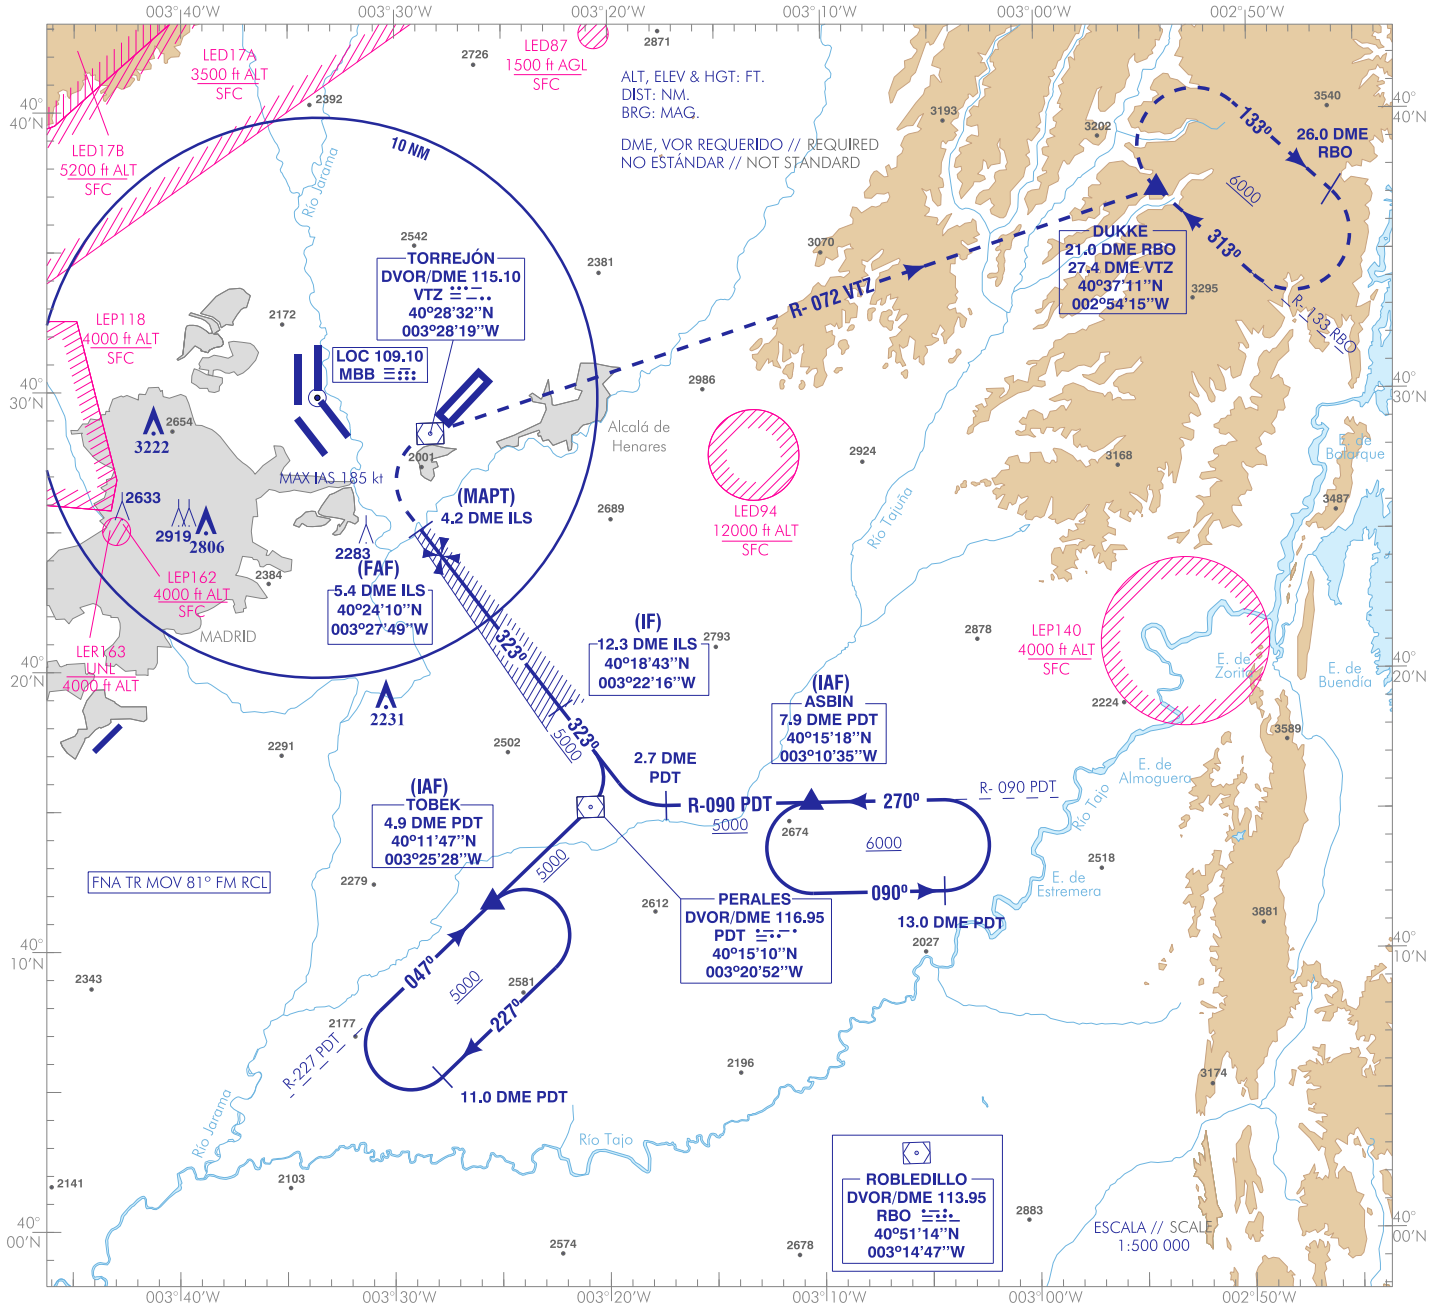 003°40'
003°30'
003°20'
003°10'
003°00'
002°50'
LED17A
3500 ft ALT
SFC
2726
LED87
1500 ft AGL
SFC
2871
ALT, ELEV & HGT: FT.
DIST: NM.
BRG: MAG.
DME, VOR REQUERIDO // REQUIRED
NO ESTÁNDAR // NOT STANDARD
40°
40'N
40°
40'N
2392
3193
3202
3540
133°
26.0 DME
RBO
10 NM
LED17B
5200 ft ALT
SFC
Río Jarama
6000
2542
2381
3070
313°
TORREJÓN
DVOR/DME 115.10
VTZ
40°28'32''N
003°28'19''W
DUKKE
21.0 DME RBO
27.4 DME VTZ
40°37'11''N
002°54'15''W
3295
R- 072 VTZ
R- 133 RBO
LEP118
4000 ft ALT
SFC
2172
LOC 109.10
MBB
2986
40°
30'N
40°
30'N
2654
3222
Alcalá de
Henares
2001
MAX IAS 185 kt
2924
3168
E. de
Bolarque
3487
(MAPT)
4.2 DME ILS
2633
2919
2806
2689
LED94
12000 ft ALT
SFC
Río Tajuña
2283
(FAF)
5.4 DME ILS
40°24'10''N
003°27'49''W
2384
LEP162
4000 ft ALT
SFC
MADRID
LER163
UNL
4000 ft ALT
323°
(IF)
12.3 DME ILS
40°18'43''N
003°22'16''W
2793
2878
LEP140
4000 ft ALT
SFC
E. de
Zorita
E. de
Buendía
40°
20'N
40°
20'N
2231
(IAF)
ASBIN
7.9 DME PDT
40°15'18''N
003°10'35''W
2224
3589
323°
5000
2291
2502
2.7 DME
PDT
E. de
Almoguera
Río Tajo
R-090 PDT
5000
270°
R- 090 PDT
(IAF)
TOBEK
4.9 DME PDT
40°11'47''N
003°25'28''W
2674
6000
5000
2518
E. de
Estremera
FNA TR MOV 81° FM RCL
2279
2612
090°
13.0 DME PDT
PERALES
DVOR/DME 116.95
PDT
40°15'10''N
003°20'52''W
3881
2027
40°
10'N
40°
10'N
2343
047°
5000
2581
227°
2177
R-227 PDT
11.0 DME PDT
2196
3174
Río Jarama
Río Tajo
ROBLEDILLO
DVOR/DME 113.95
RBO
40°51'14''N
003°14'47''W
2141
2103
2883
ESCALA // SCALE
1:500 000
40°
00'N
40°
00'N
2574
2678
003°40'
003°30'
003°20'
003°10'
003°00'
002°50'